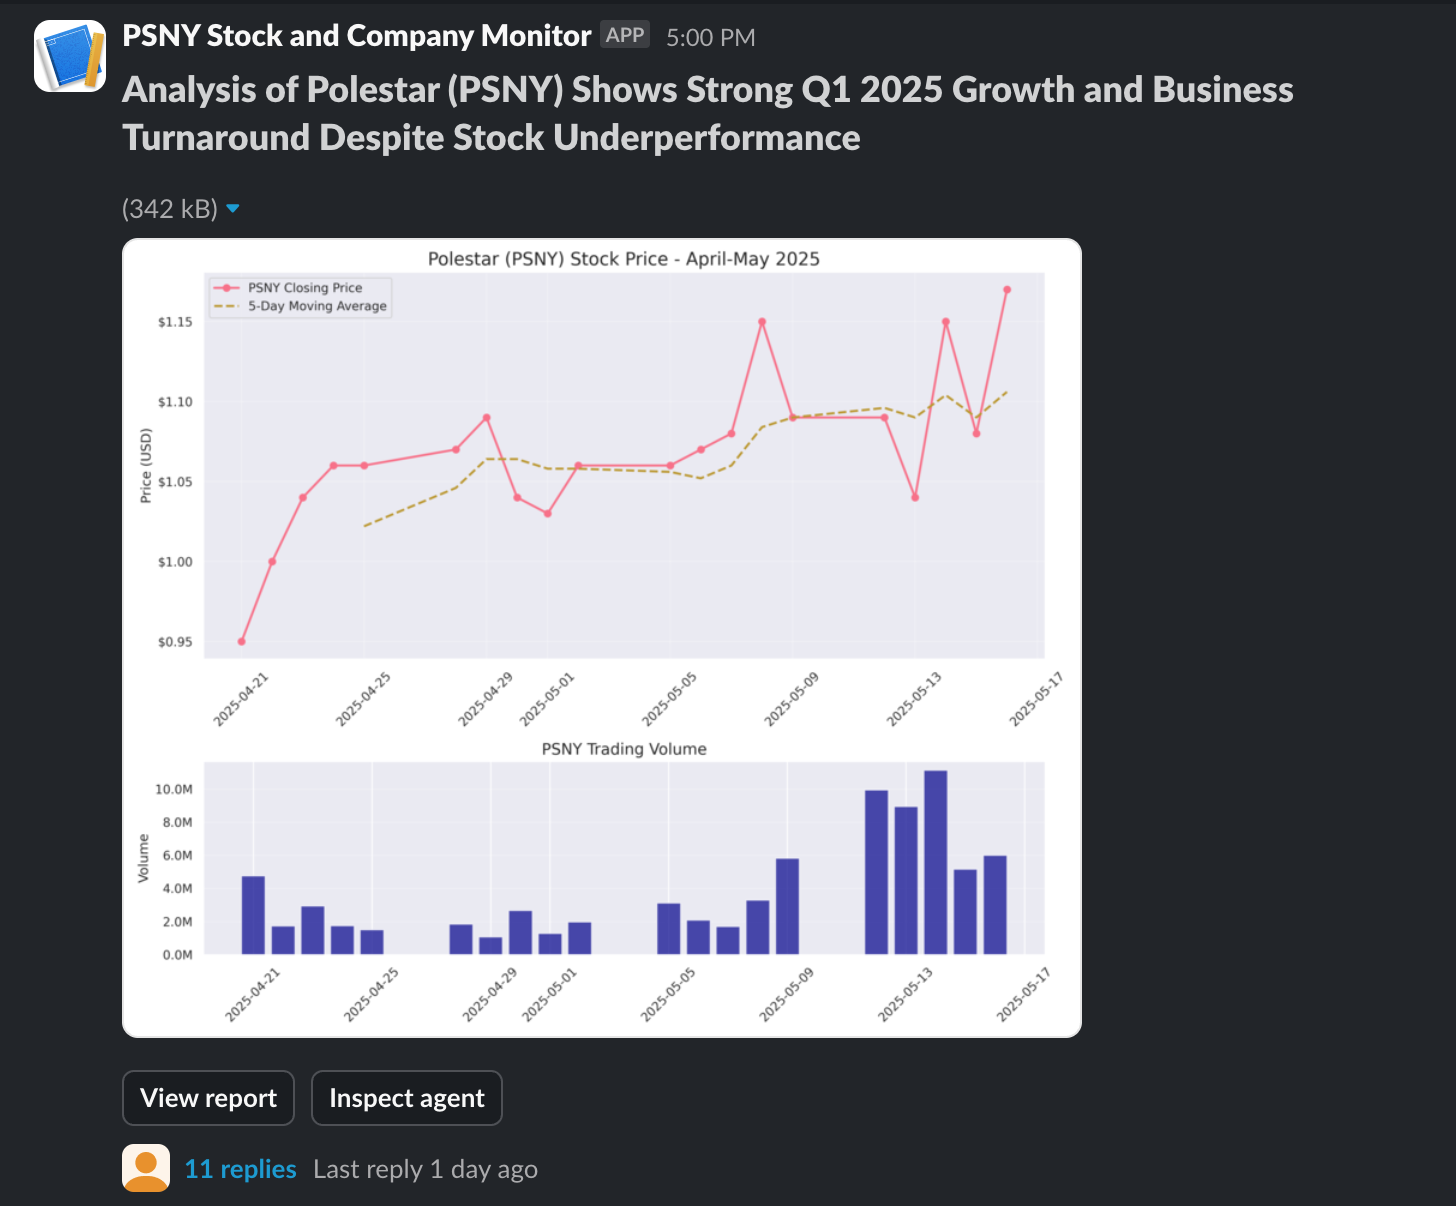 PSNY Stock and Company Monitor APP 5:00 PM
Analysis of Polestar (PSNY) Shows Strong Q1 2025 Growth and Business
Turnaround Despite Stock Underperformance
(342 kB)
Polestar (PSNY) Stock Price - April-May 2025
PSNY Closing Price
5-Day Moving Average
$1.15
$1.10
$1.05
$1.00
$0.95
Price (USD)
2025-04-21
2025-04-25
2025-04-29
2025-05-01
2025-05-05
2025-05-09
2025-05-13
2025-05-17
PSNY Trading Volume
10.0M
8.0M
6.0M
4.0M
2.0M
0.0M
Volume
2025-04-21
2025-04-25
2025-04-29
2025-05-01
2025-05-05
2025-05-09
2025-05-13
2025-05-17
View report
Inspect agent
11 replies Last reply 1 day ago